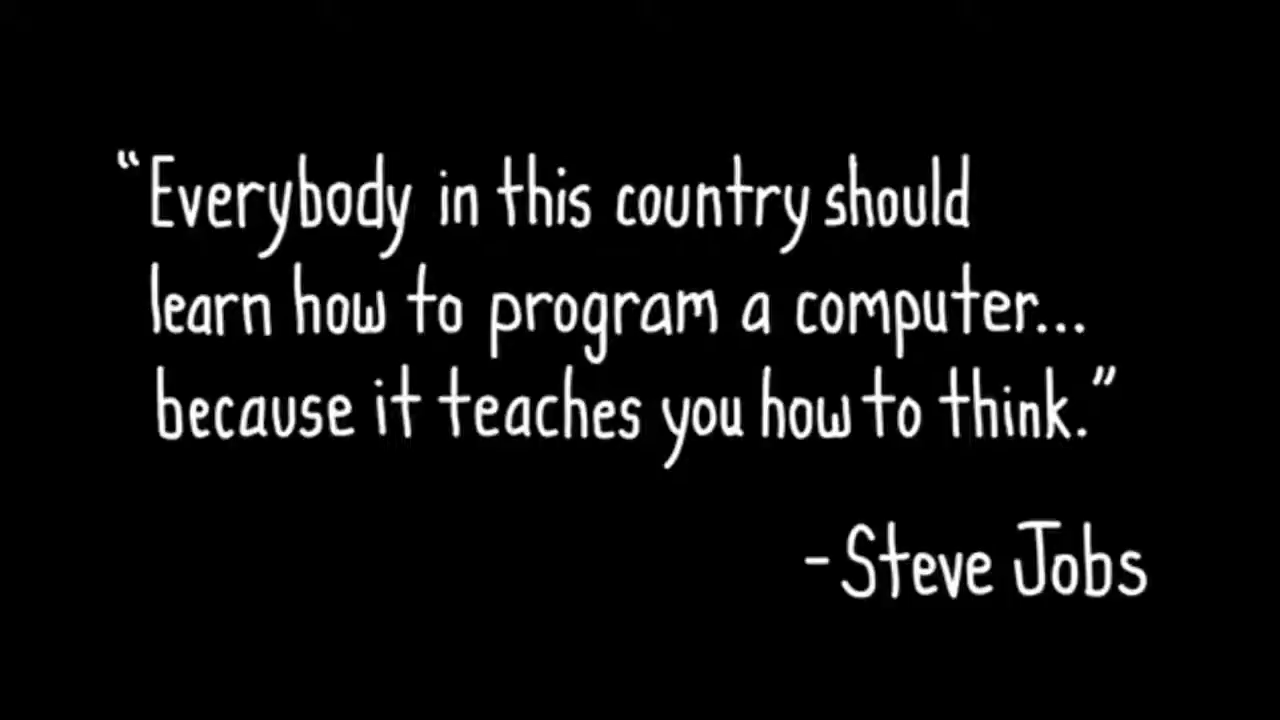 “Everybody in this country should
learn how to program a computer...
because it teaches you how to think.”
-Steve Jobs